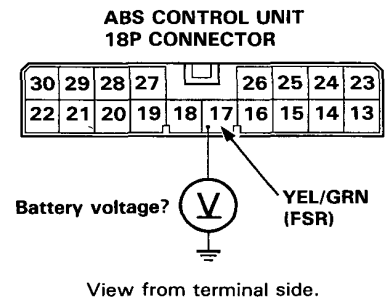 ABS CONTROL UNIT
18P CONNECTOR
30 29 28 27 26 25 24 23
22 21 20 19 18 17 16 15 14 13
Battery voltage?
V
YEL/GRN
(FSR)
View from terminal side.